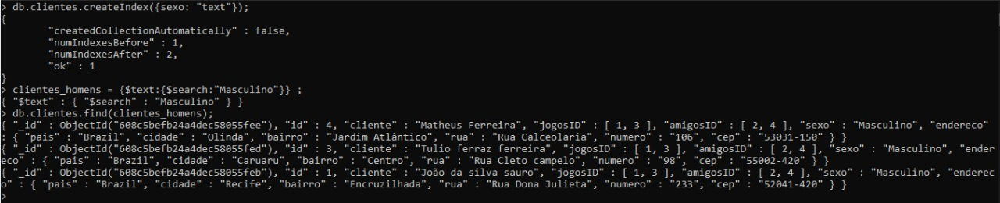 > db.clientes.createIndex({sexo: "text"});
{
        "createdCollectionAutomatically" : false,
        "numIndexesBefore" : 1,
        "numIndexesAfter" : 2,
        "ok" : 1
}
> clientes_homens = {$text:{$search:"Masculino"}} ;
{ "$text" : { "$search" : "Masculino" } }
> db.clientes.find(clientes_homens);
{ "_id" : ObjectId("608c5befb24a4dec58055fee"), "id" : 4, "cliente" : "Matheus Ferreira", "jogosID" : [ 1, 3 ], "amigosID" : [ 2, 4 ], "sexo" : "Masculino", "endereco"
: { "pais" : "Brazil", "cidade" : "Olinda", "bairro" : "Jardim Atlântico", "rua" : "Rua Calceolaria", "numero" : "106", "cep" : "53031-150" } }
{ "_id" : ObjectId("608c5befb24a4dec58055fed"), "id" : 3, "cliente" : "Tulio ferraz ferreira", "jogosID" : [ 1, 3 ], "amigosID" : [ 2, 4 ], "sexo" : "Masculino", "ender
eco" : { "pais" : "Brazil", "cidade" : "Caruaru", "bairro" : "Centro", "rua" : "Rua Cleto campelo", "numero" : "98", "cep" : "55002-420" } }
{ "_id" : ObjectId("608c5befb24a4dec58055feb"), "id" : 1, "cliente" : "João da silva sauro", "jogosID" : [ 1, 3 ], "amigosID" : [ 2, 4 ], "sexo" : "Masculino", "enderec
o" : { "pais" : "Brazil", "cidade" : "Recife", "bairro" : "Encruzilhada", "rua" : "Rua Dona Julieta", "numero" : "233", "cep" : "52041-420" } }
>